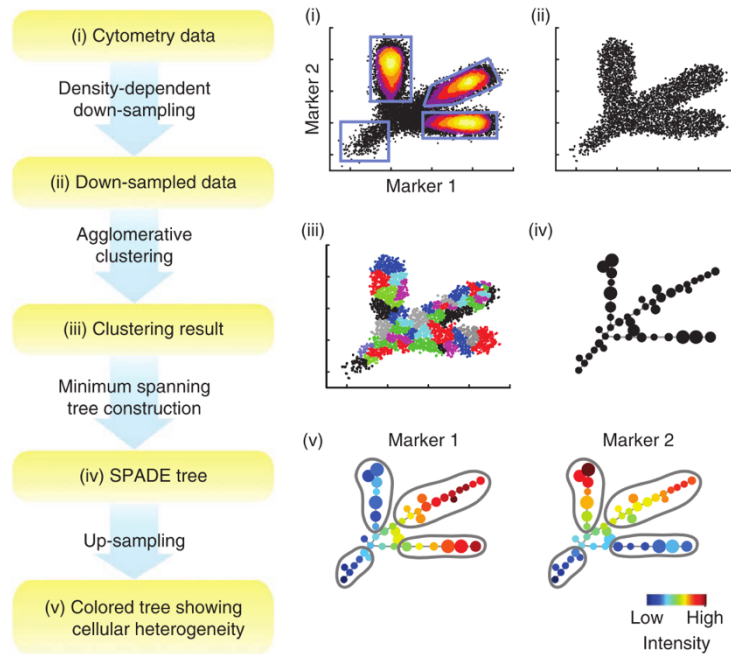 (i) Cytometry data
Density-dependent
down-sampling
(ii) Down-sampled data
Agglomerative
clustering
(iii) Clustering result
Minimum spanning
tree construction
(iv) SPADE tree
Up-sampling
(v) Colored tree showing
cellular heterogeneity
(i)
Marker 2
Marker 1
(ii)
(iii)
(iv)
(v)
Marker 1
Marker 2
Low High
Intensity